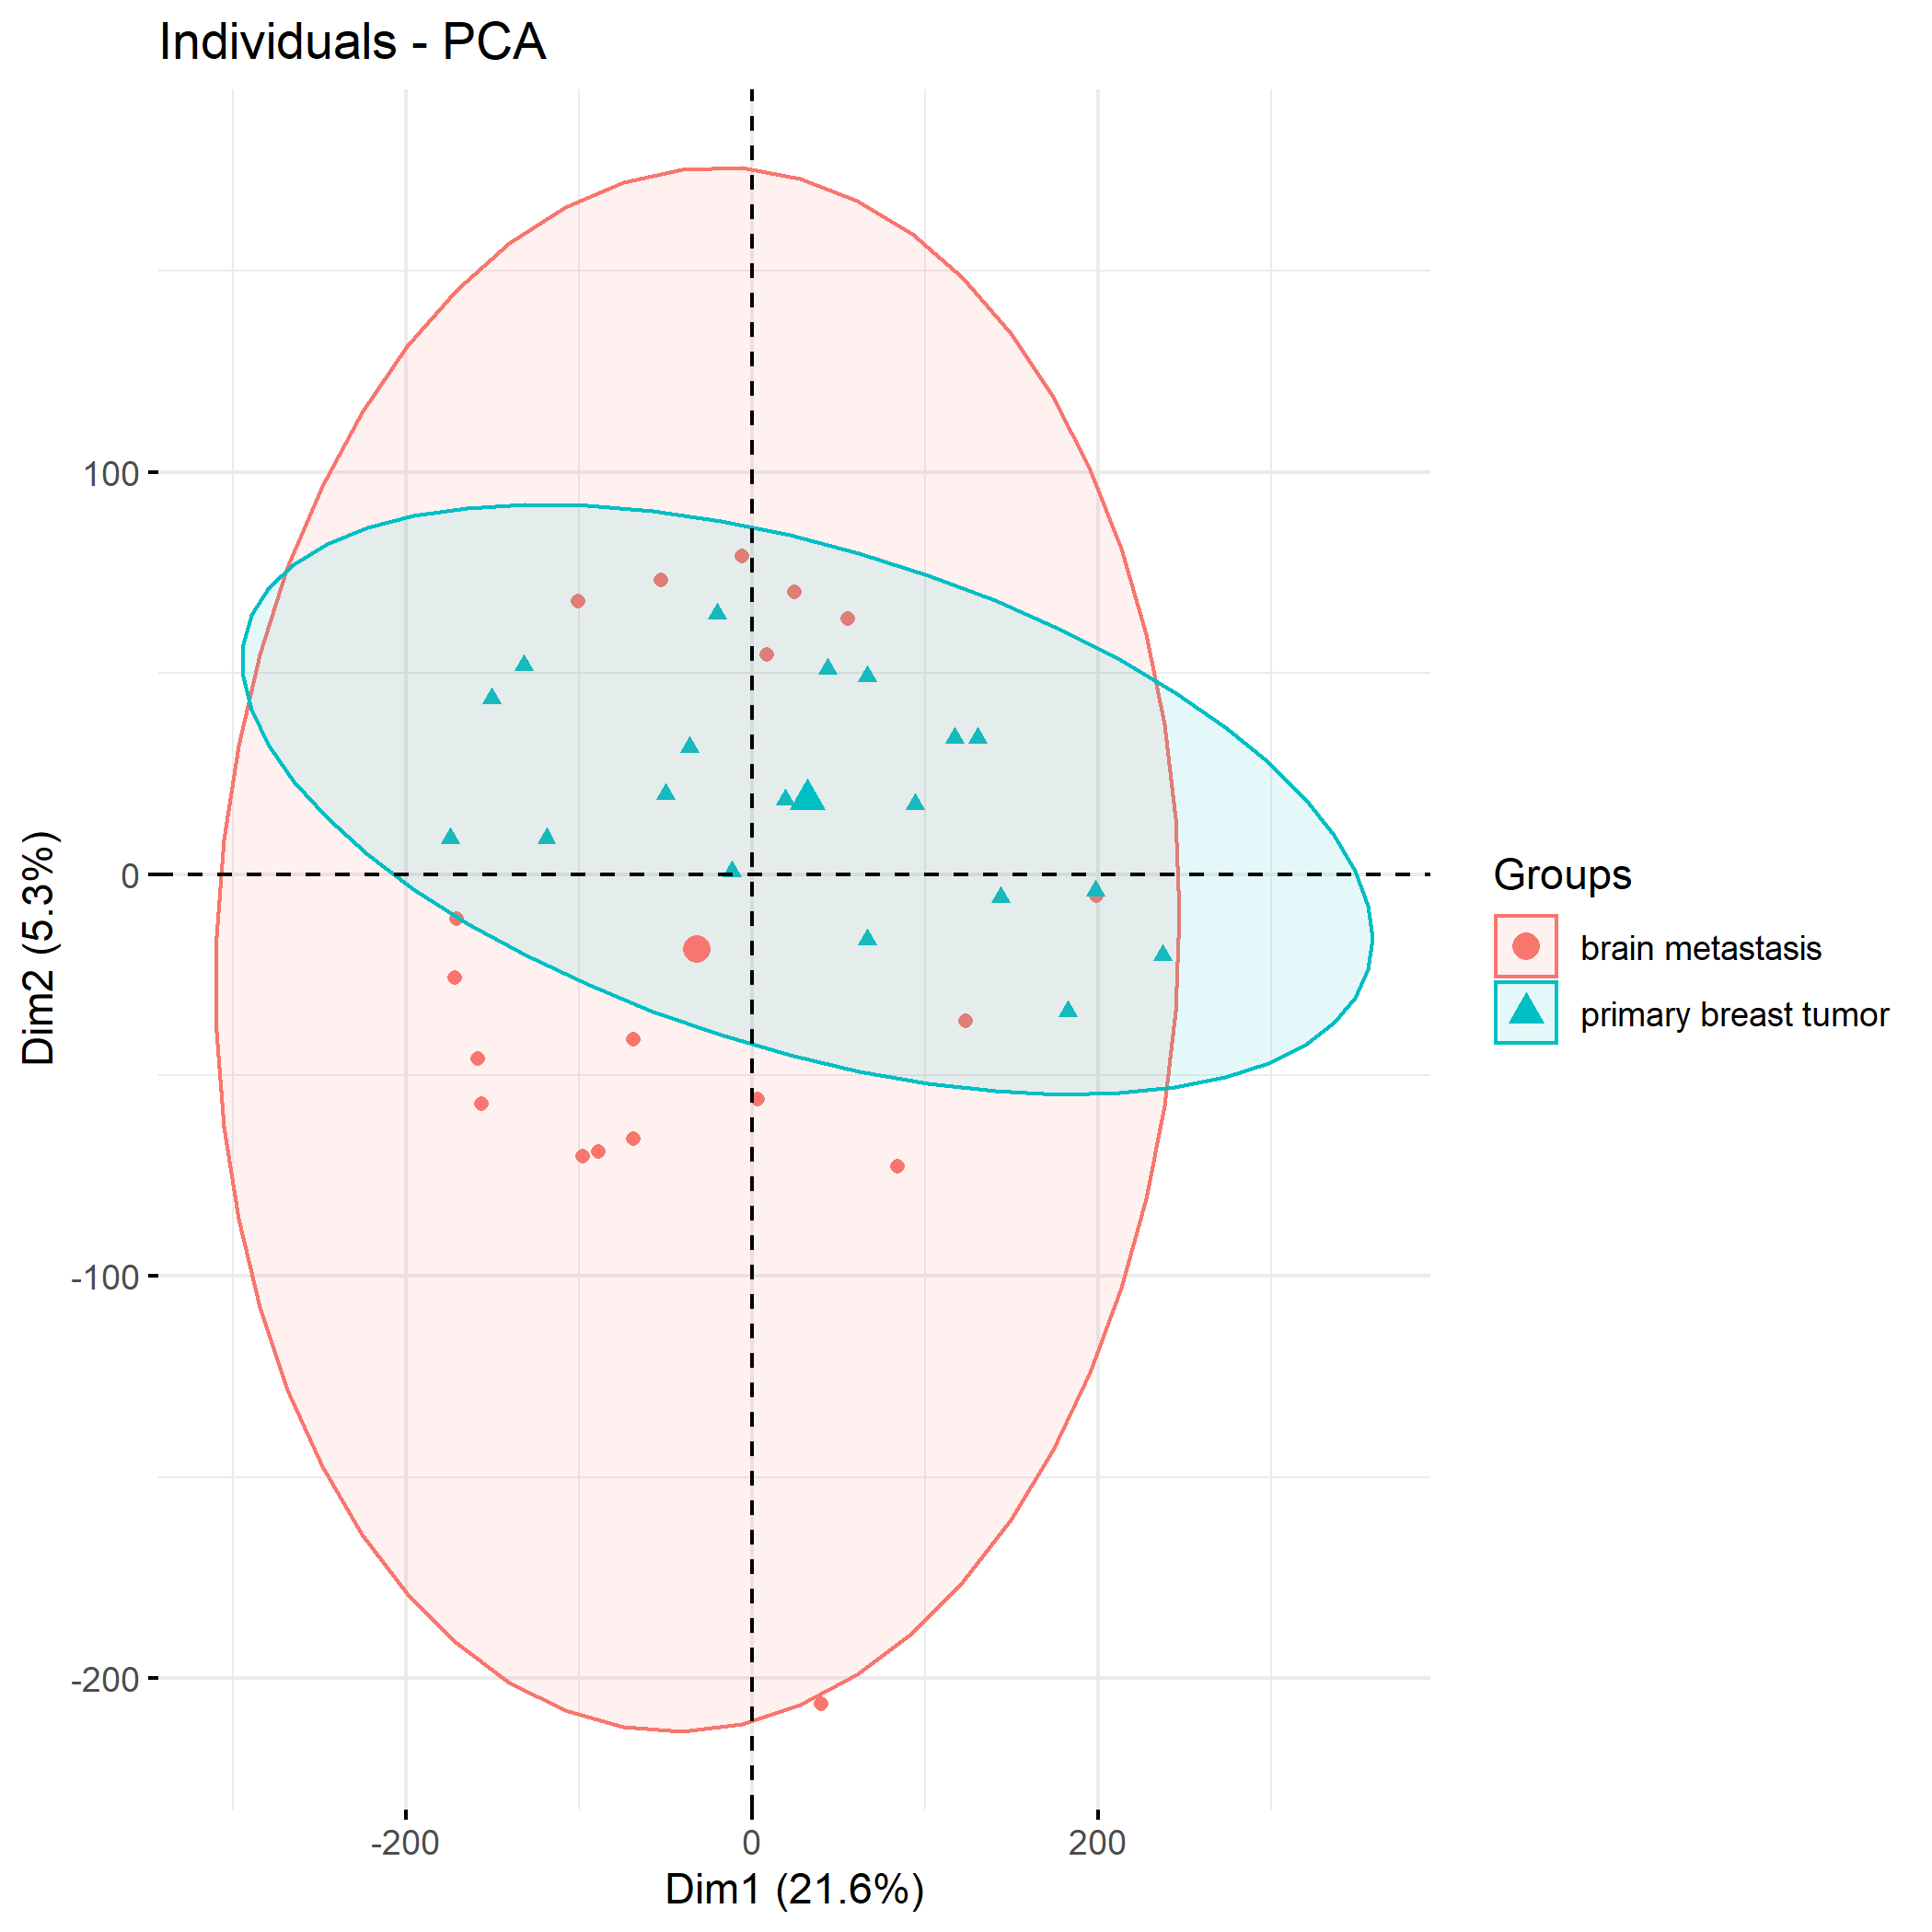 Individuals - PCA
100
0
-100
-200
Dim2 (5.3%)
-200
0
200
Dim1 (21.6%)
Groups
brain metastasis
primary breast tumor